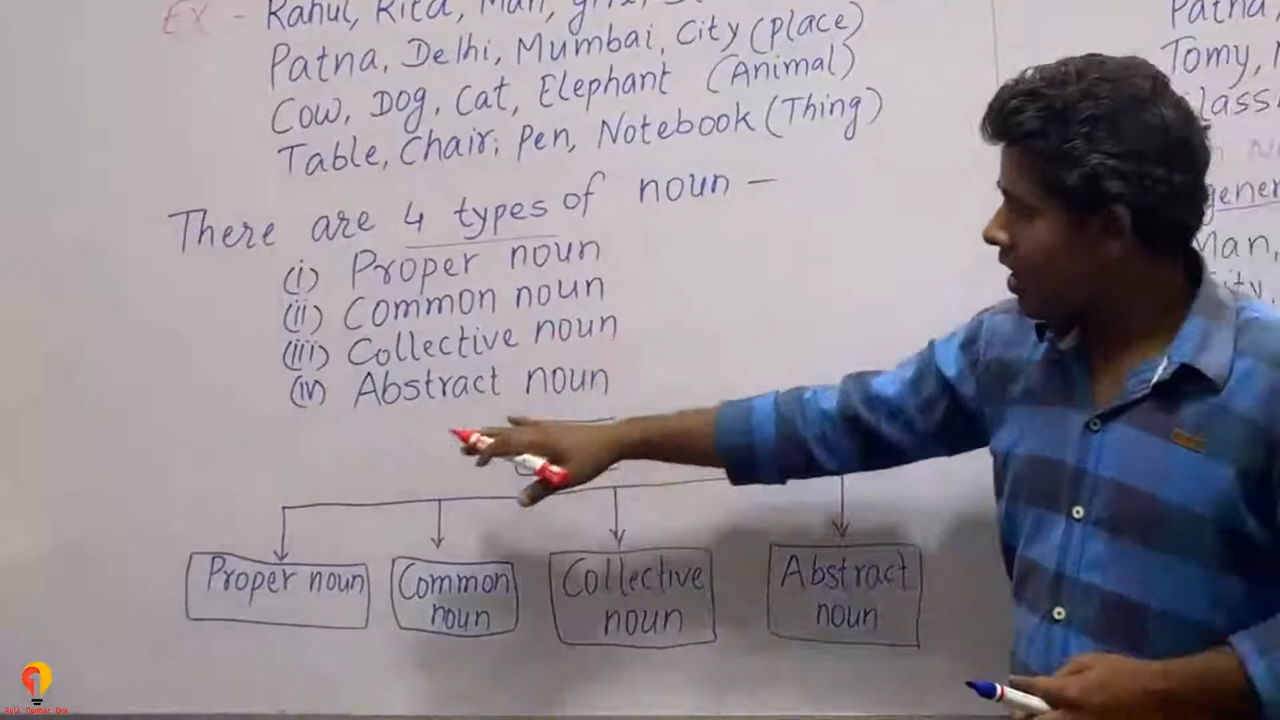 Ex - Rahul, Rita, Man,
Patna, Delhi, Mumbai, City (Place)
Cow, Dog, Cat, Elephant (Animal)
Table, Chair, Pen, Notebook (Thing)
There are 4 types of noun —
(i) Proper noun
(ii) Common noun
(iii) Collective noun
(iv) Abstract noun
Proper noun
Common
noun
Collective
noun
Abstract
noun
Patna,
Tomy,
gener
Man,